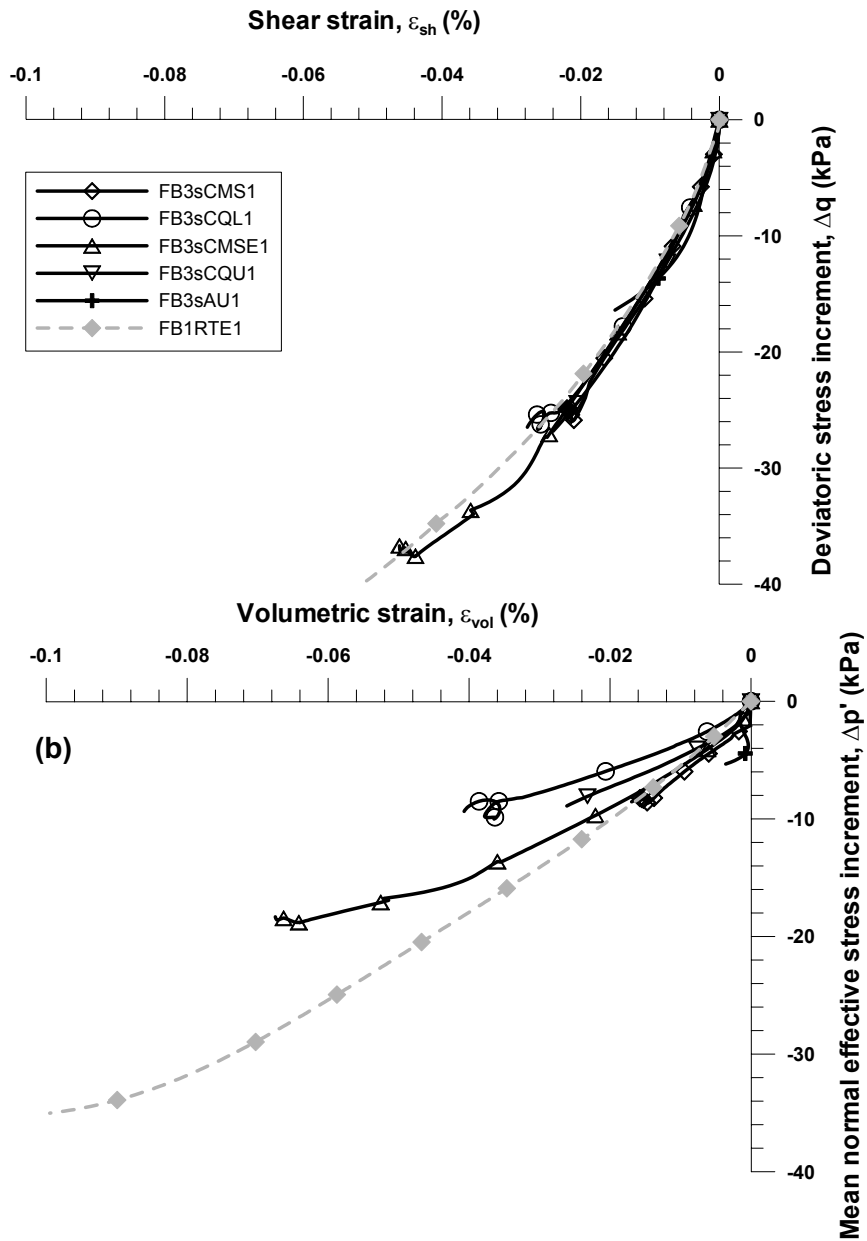 Shear strain, εsh (%)
-0.1 -0.08 -0.06 -0.04 -0.02 0
0
-10
-20
-30
-40
Deviatoric stress increment, Δq (kPa)
FB3sCMS1
FB3sCQL1
FB3sCMSE1
FB3sCQU1
FB3sAU1
FB1RTE1
Volumetric strain, εvol (%)
-0.1 -0.08 -0.06 -0.04 -0.02 0
0
-10
-20
-30
-40
Mean normal effective stress increment, Δp' (kPa)
(b)